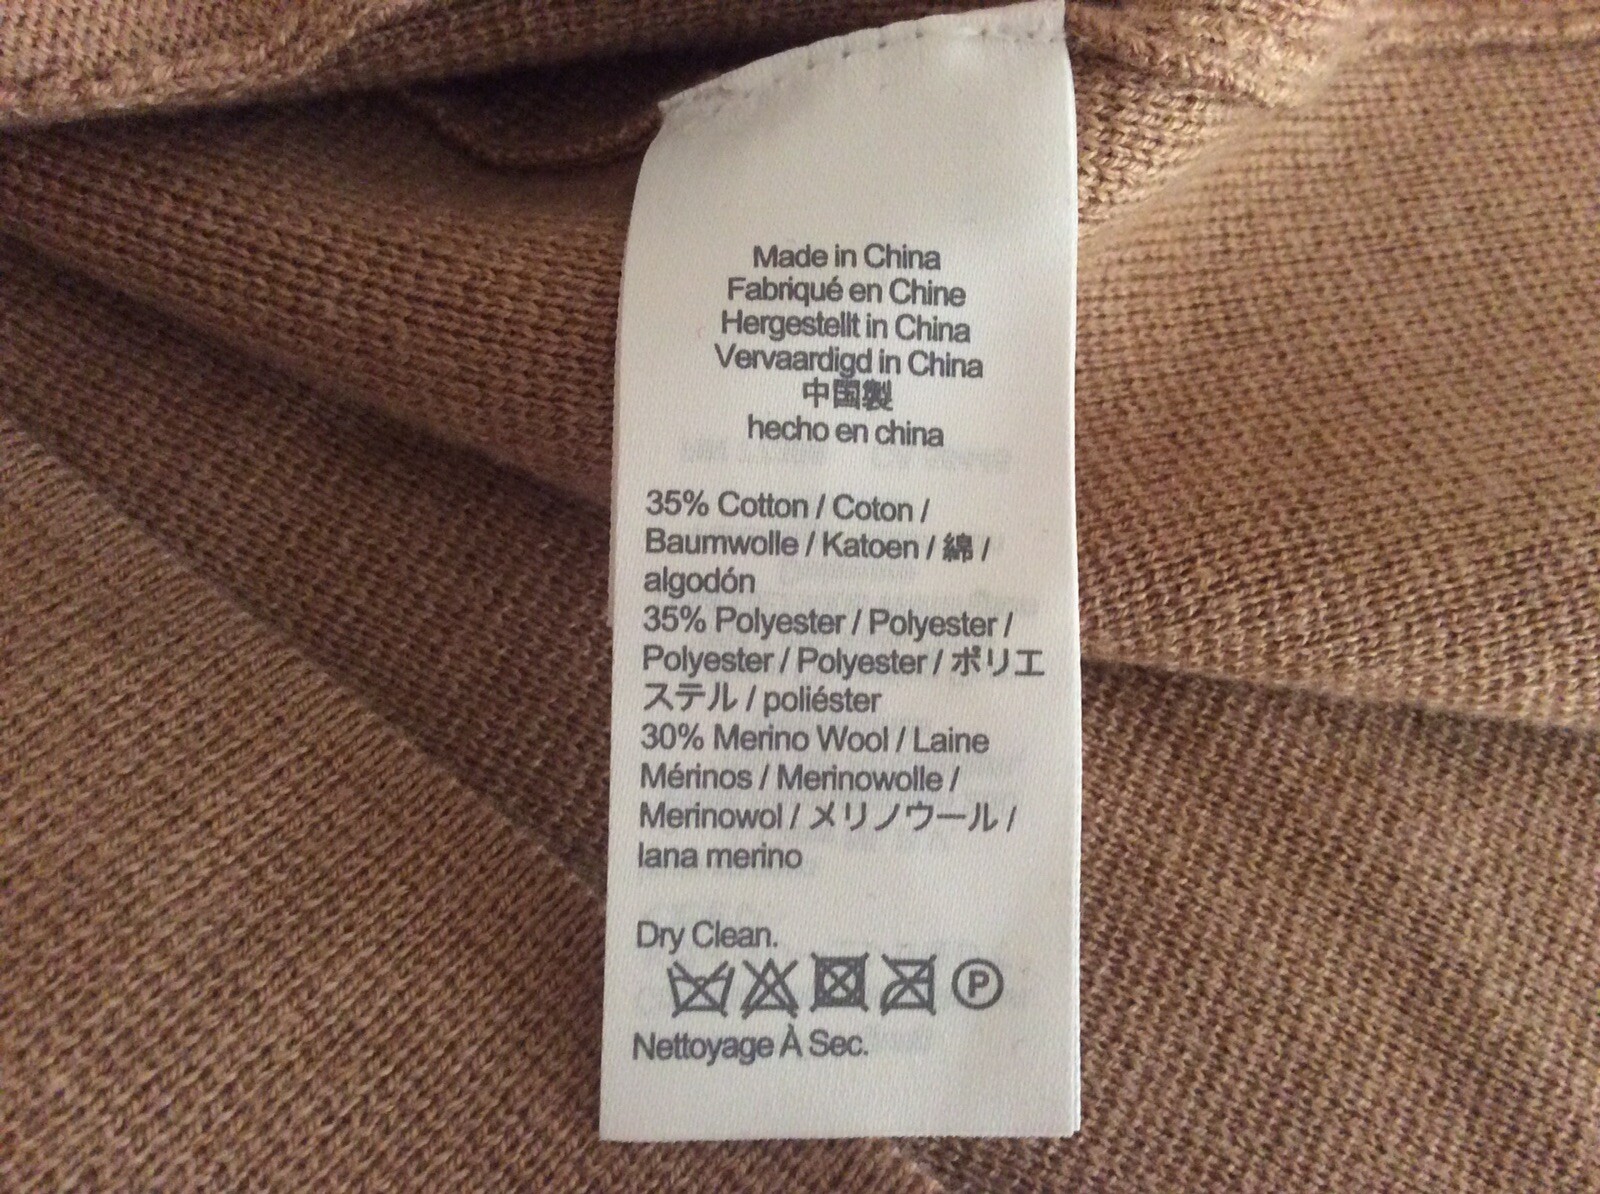 Made in China
Fabriqué en Chine
Hergestellt in China
Vervaardigd in China
中国製
hecho en china
35% Cotton / Coton /
Baumwolle / Katoen / 綿 /
algodón
35% Polyester / Polyester /
Polyester / Polyester / ポリエ
ステル / poliéster
30% Merino Wool / Laine
Mérinos / Merinowolle /
Merinowol / メリノウール /
lana merino
Dry Clean.
P
Nettoyage À Sec.